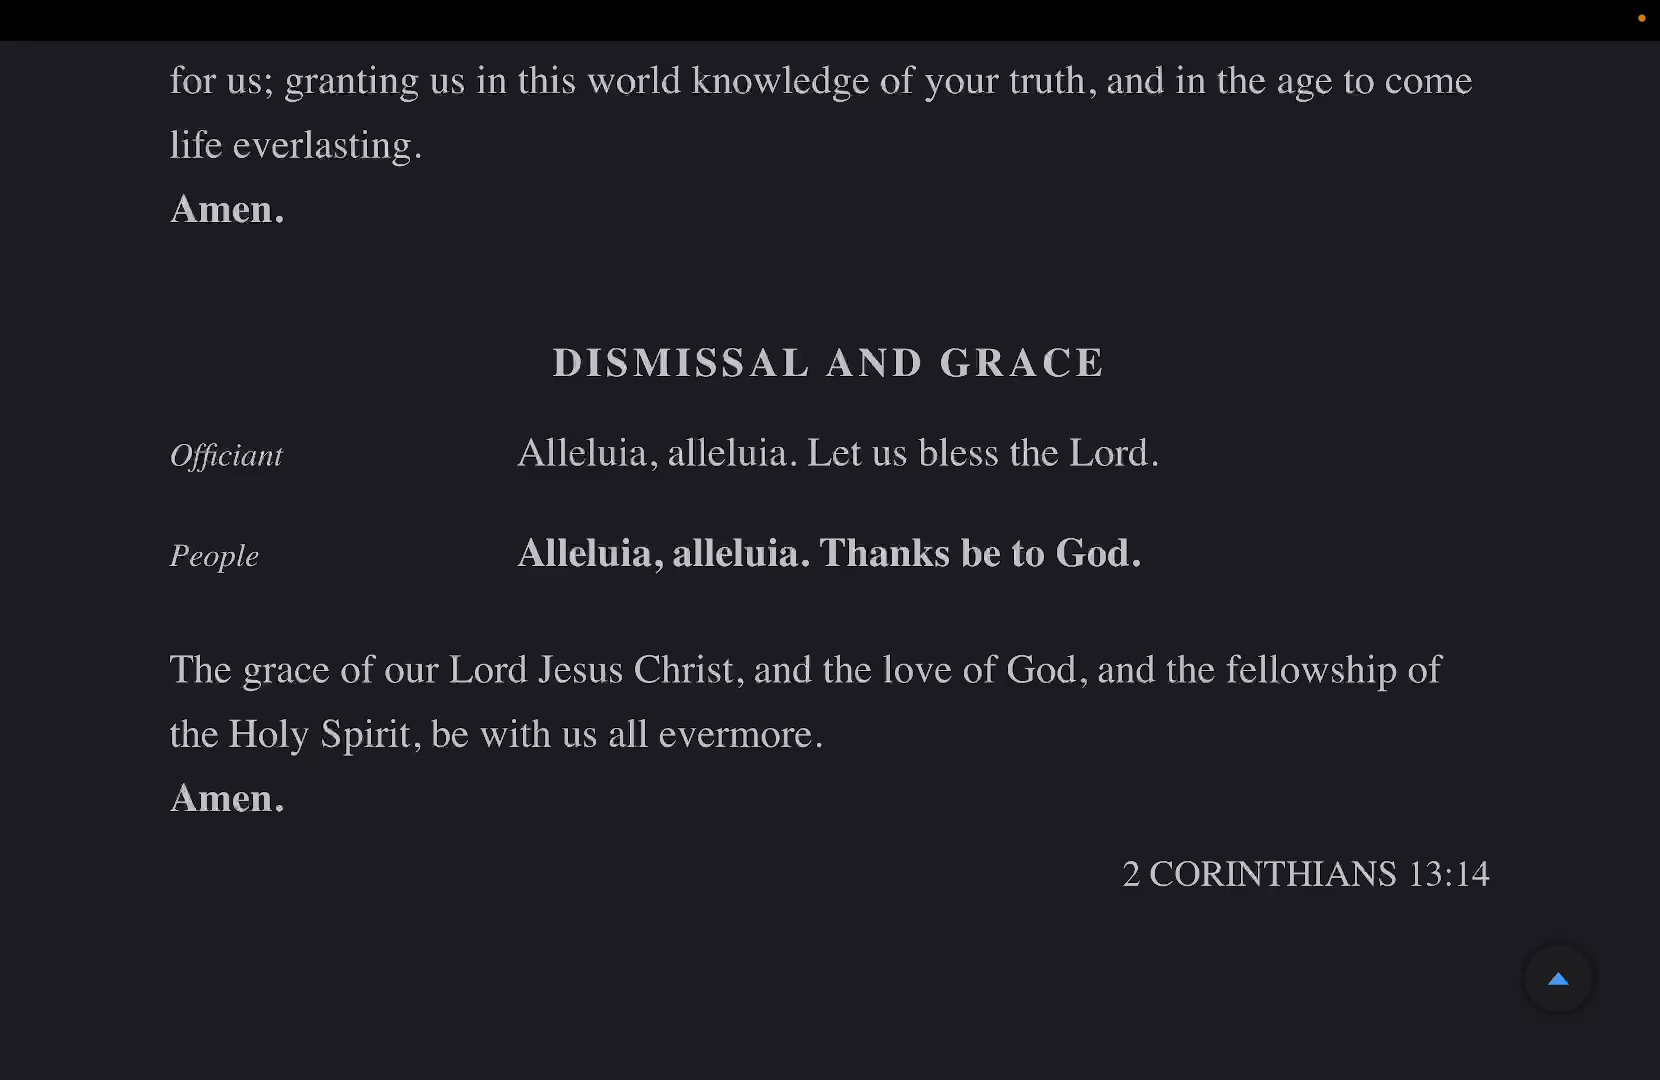 for us; granting us in this world knowledge of your truth, and in the age to come
life everlasting.
Amen.
DISMISSAL AND GRACE
Officiant Alleluia, alleluia. Let us bless the Lord.
People Alleluia, alleluia. Thanks be to God.
The grace of our Lord Jesus Christ, and the love of God, and the fellowship of
the Holy Spirit, be with us all evermore.
Amen.
2 CORINTHIANS 13:14